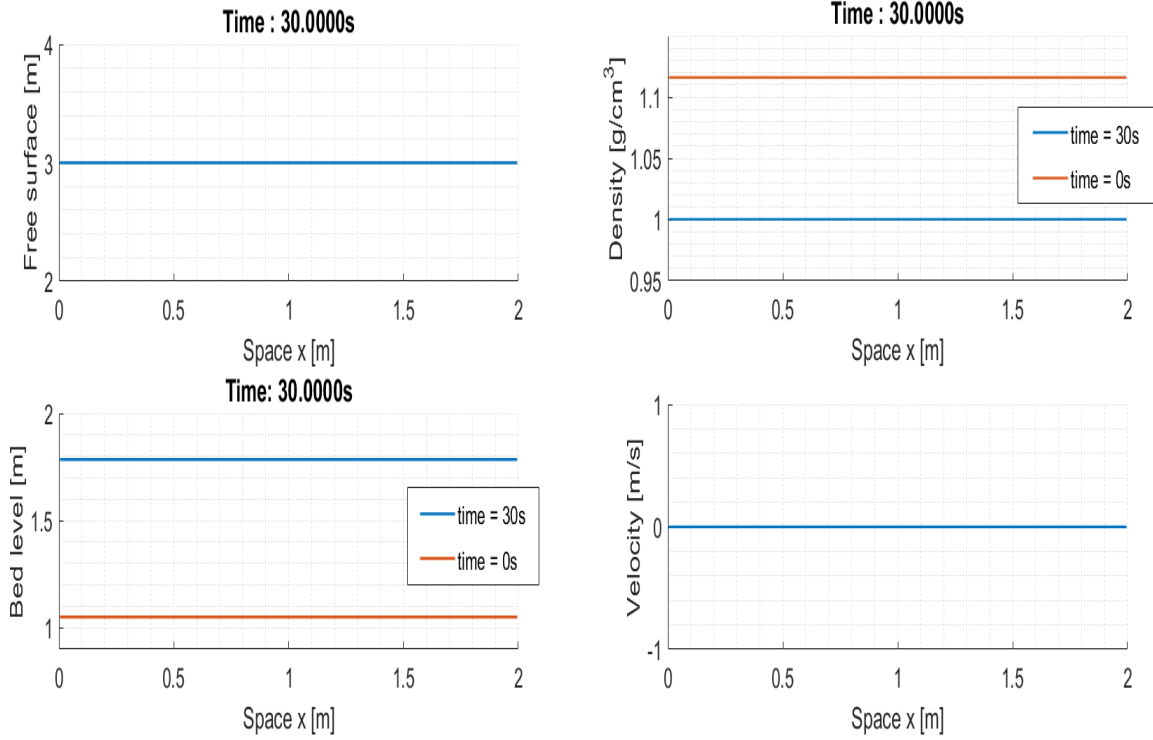 Time : 30.0000s
Free surface [m]
4
3
2
0 0.5 1 1.5 2
Space x [m]
Time : 30.0000s
Density [g/cm³]
1.1
1.05
1
0.95
time = 30s
time = 0s
0 0.5 1 1.5 2
Space x [m]
Time: 30.0000s
Bed level [m]
2
1.5
1
time = 30s
time = 0s
0 0.5 1 1.5 2
Space x [m]
Velocity [m/s]
1
0
-1
0 0.5 1 1.5 2
Space x [m]